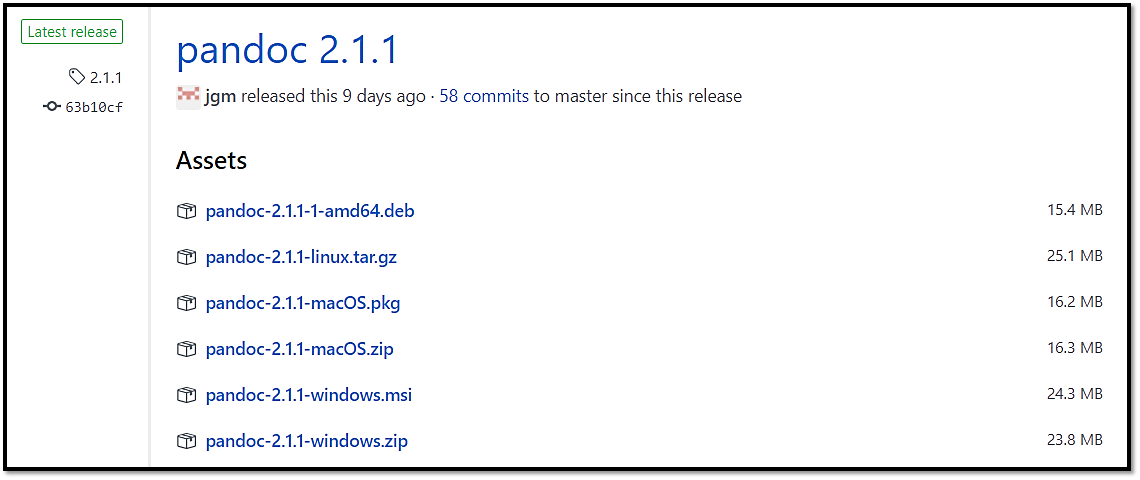 Latest release
2.1.1
63b10cf
pandoc 2.1.1
jgm released this 9 days ago · 58 commits to master since this release
Assets
pandoc-2.1.1-1-amd64.deb 15.4 MB
pandoc-2.1.1-linux.tar.gz 25.1 MB
pandoc-2.1.1-macOS.pkg 16.2 MB
pandoc-2.1.1-macOS.zip 16.3 MB
pandoc-2.1.1-windows.msi 24.3 MB
pandoc-2.1.1-windows.zip 23.8 MB